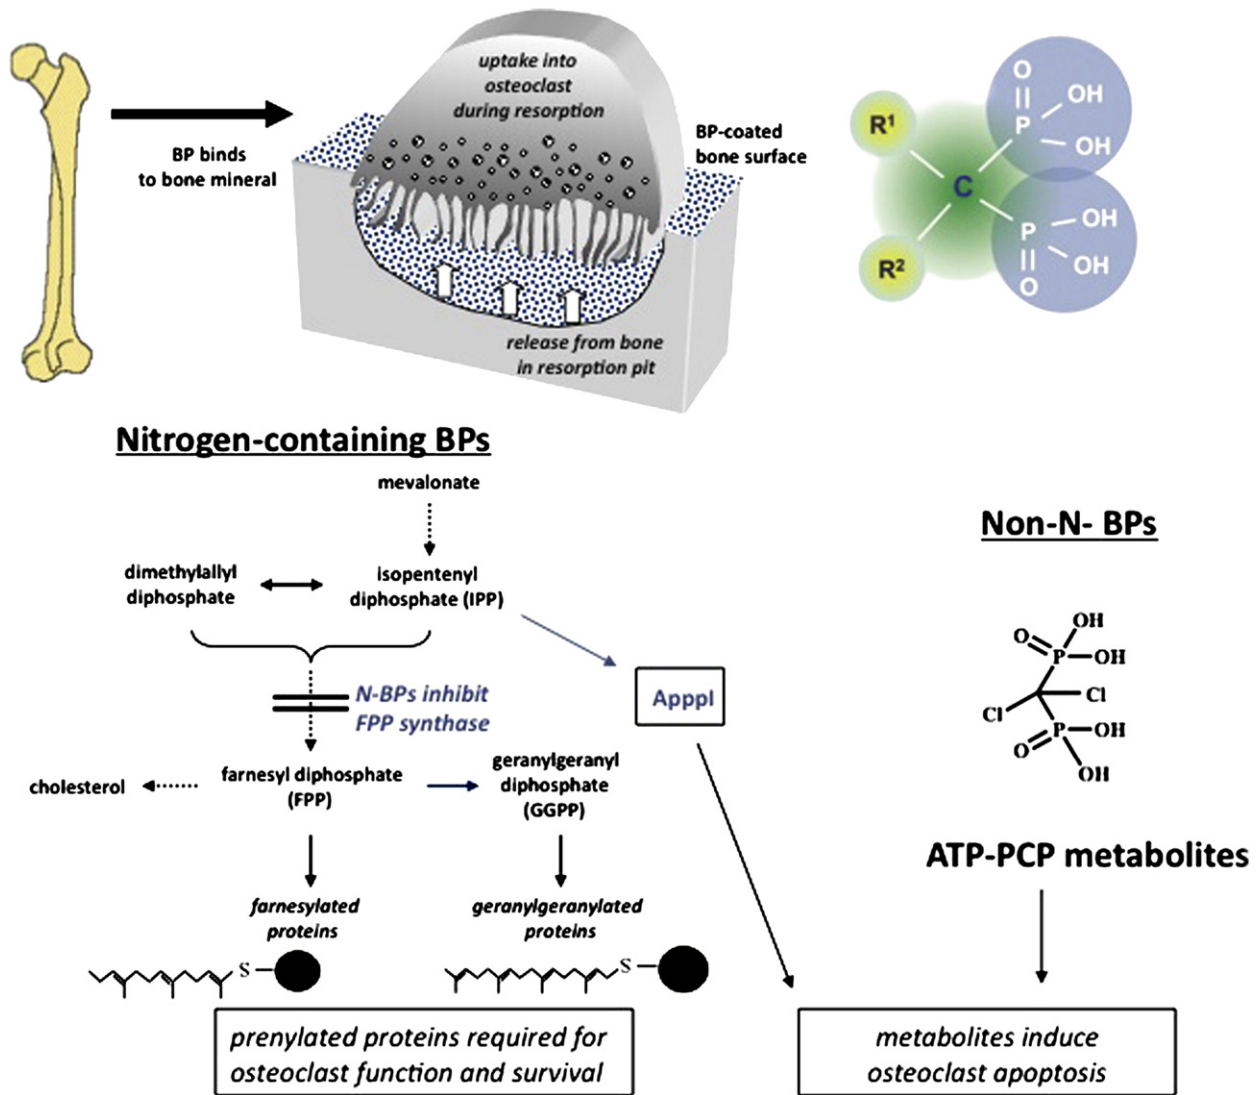 uptake into
osteoclast
during resorption
BP binds
to bone mineral
BP-coated
bone surface
release from bone
in resorption pit
R¹
R²
C
O
P
OH
OH
P
OH
OH
O
Nitrogen-containing BPs
mevalonate
dimethylallyl
diphosphate
isopentenyl
diphosphate (IPP)
N-BPs inhibit
FPP synthase
ApppI
cholesterol
farnesyl diphosphate
(FPP)
geranylgeranyl
diphosphate
(GGPP)
farnesylated
proteins
geranylgeranylated
proteins
S
S
prenylated proteins required for
osteoclast function and survival
Non-N- BPs
OH
O
P
OH
Cl
Cl
P
OH
O
OH
ATP-PCP metabolites
metabolites induce
osteoclast apoptosis